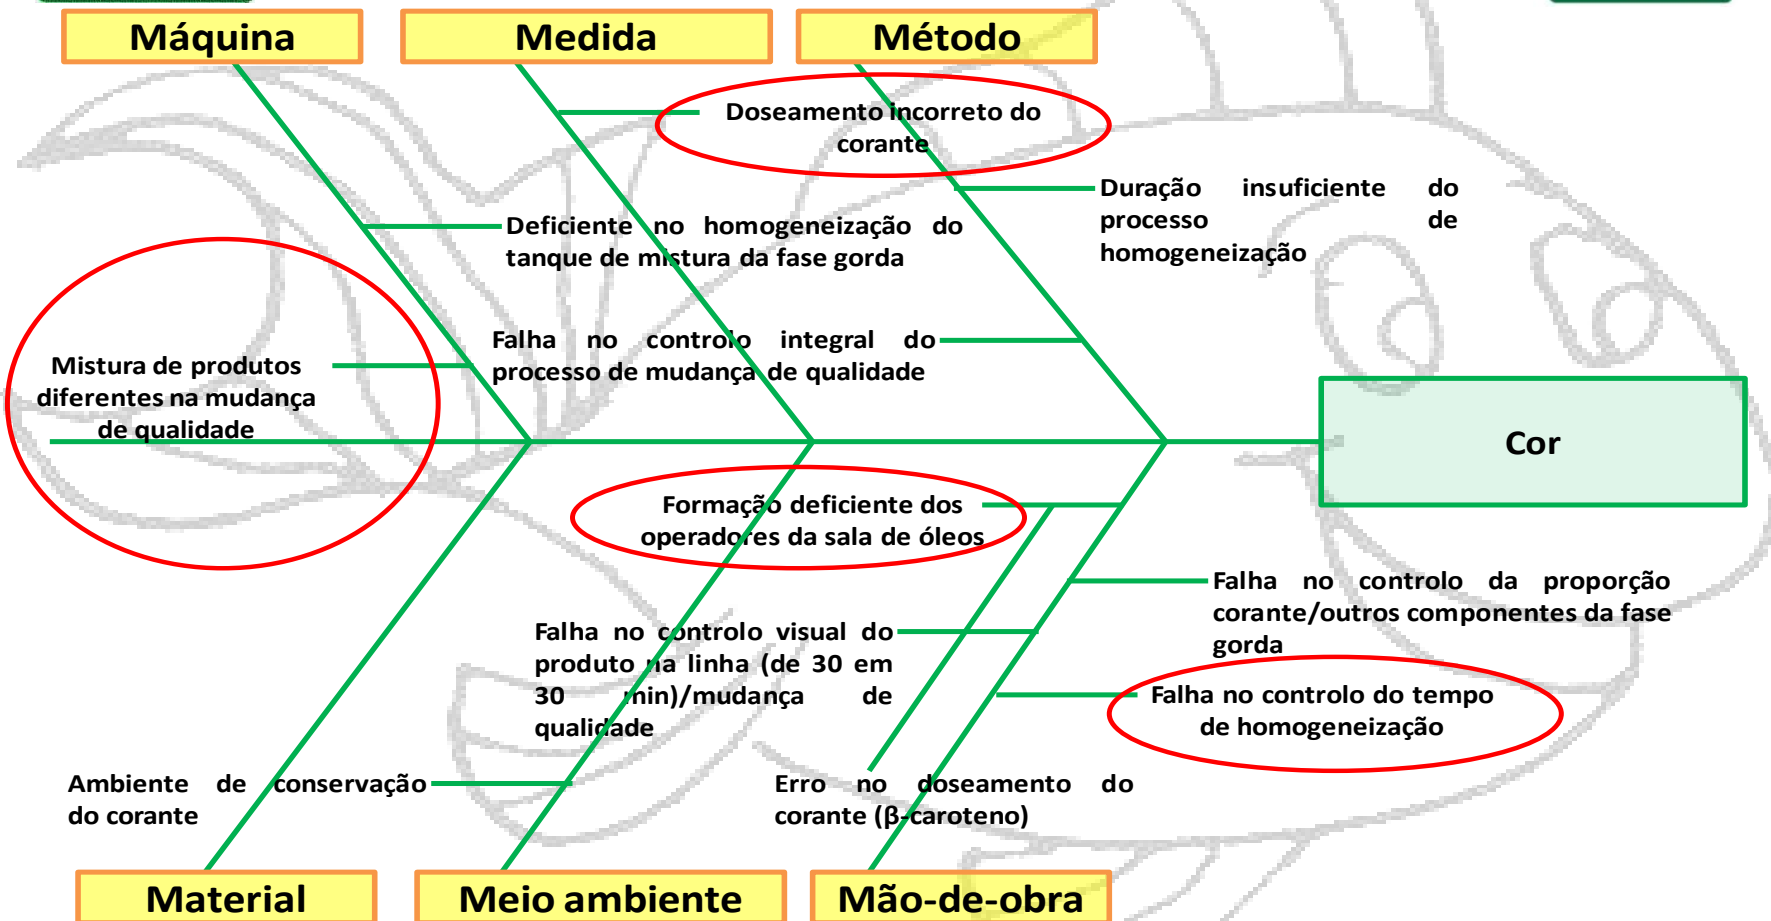 Máquina
Medida
Método
Doseamento incorreto do
corante
Duração insuficiente do
processo de
homogeneização
Deficiente no homogeneização do
tanque de mistura da fase gorda
Falha no controlo integral do
processo de mudança de qualidade
Mistura de produtos
diferentes na mudança
de qualidade
Cor
Formação deficiente dos
operadores da sala de óleos
Falha no controlo da proporção
corante/outros componentes da fase
gorda
Falha no controlo visual do
produto na linha (de 30 em
30 min)/mudança de
qualidade
Falha no controlo do tempo
de homogeneização
Ambiente de conservação
do corante
Erro no doseamento do
corante (β-caroteno)
Material
Meio ambiente
Mão-de-obra